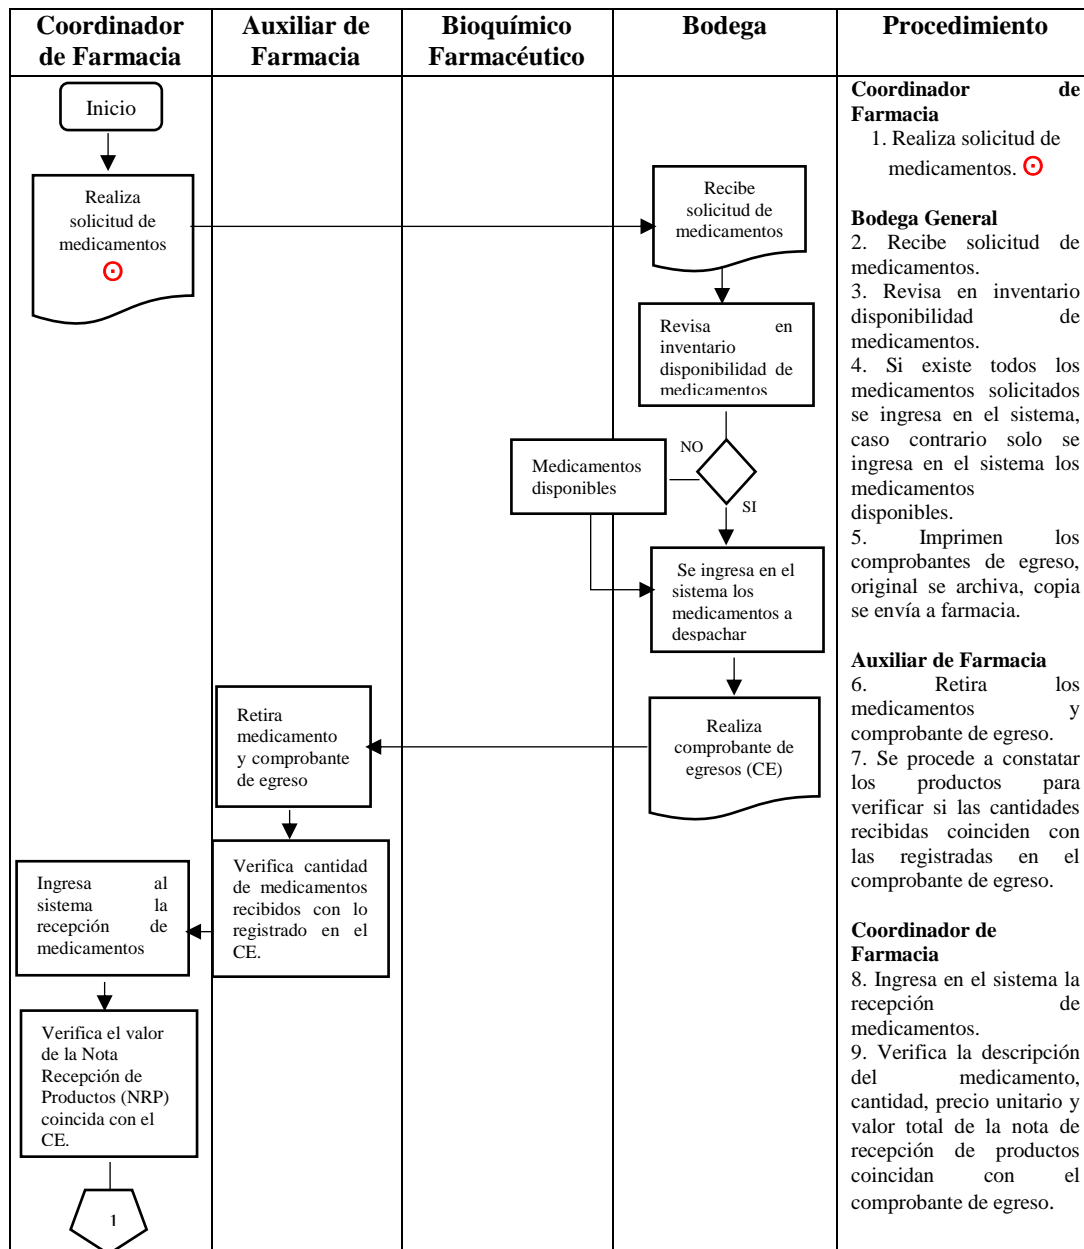 Coordinador
de Farmacia
Auxiliar de
Farmacia
Bioquímico
Farmacéutico
Bodega
Procedimiento
Inicio
Realiza
solicitud de
medicamentos
Recibe
solicitud de
medicamentos
Revisa en
inventario
disponibilidad de
medicamentos
NO
Medicamentos
disponibles
SI
Se ingresa en el
sistema los
medicamentos a
despachar
Realiza
comprobante de
egresos (CE)
Retira
medicamento
y comprobante
de egreso
Verifica cantidad
de medicamentos
recibidos con lo
registrado en el
CE.
Ingresa al
sistema la
recepción de
medicamentos
Verifica el valor
de la Nota
Recepción de
Productos (NRP)
coincida con el
CE.
1
Coordinador de
Farmacia
1. Realiza solicitud de
medicamentos.
Bodega General
2. Recibe solicitud de
medicamentos.
3. Revisa en inventario
disponibilidad de
medicamentos.
4. Si existe todos los
medicamentos solicitados
se ingresa en el sistema,
caso contrario solo se
ingresa en el sistema los
medicamentos
disponibles.
5. Imprimen los
comprobantes de egreso,
original se archiva, copia
se envía a farmacia.
Auxiliar de Farmacia
6. Retira los
medicamentos y
comprobante de egreso.
7. Se procede a constatar
los productos para
verificar si las cantidades
recibidas coinciden con
las registradas en el
comprobante de egreso.
Coordinador de
Farmacia
8. Ingresa en el sistema la
recepción de
medicamentos.
9. Verifica la descripción
del medicamento,
cantidad, precio unitario y
valor total de la nota de
recepción de productos
coincidan con el
comprobante de egreso.